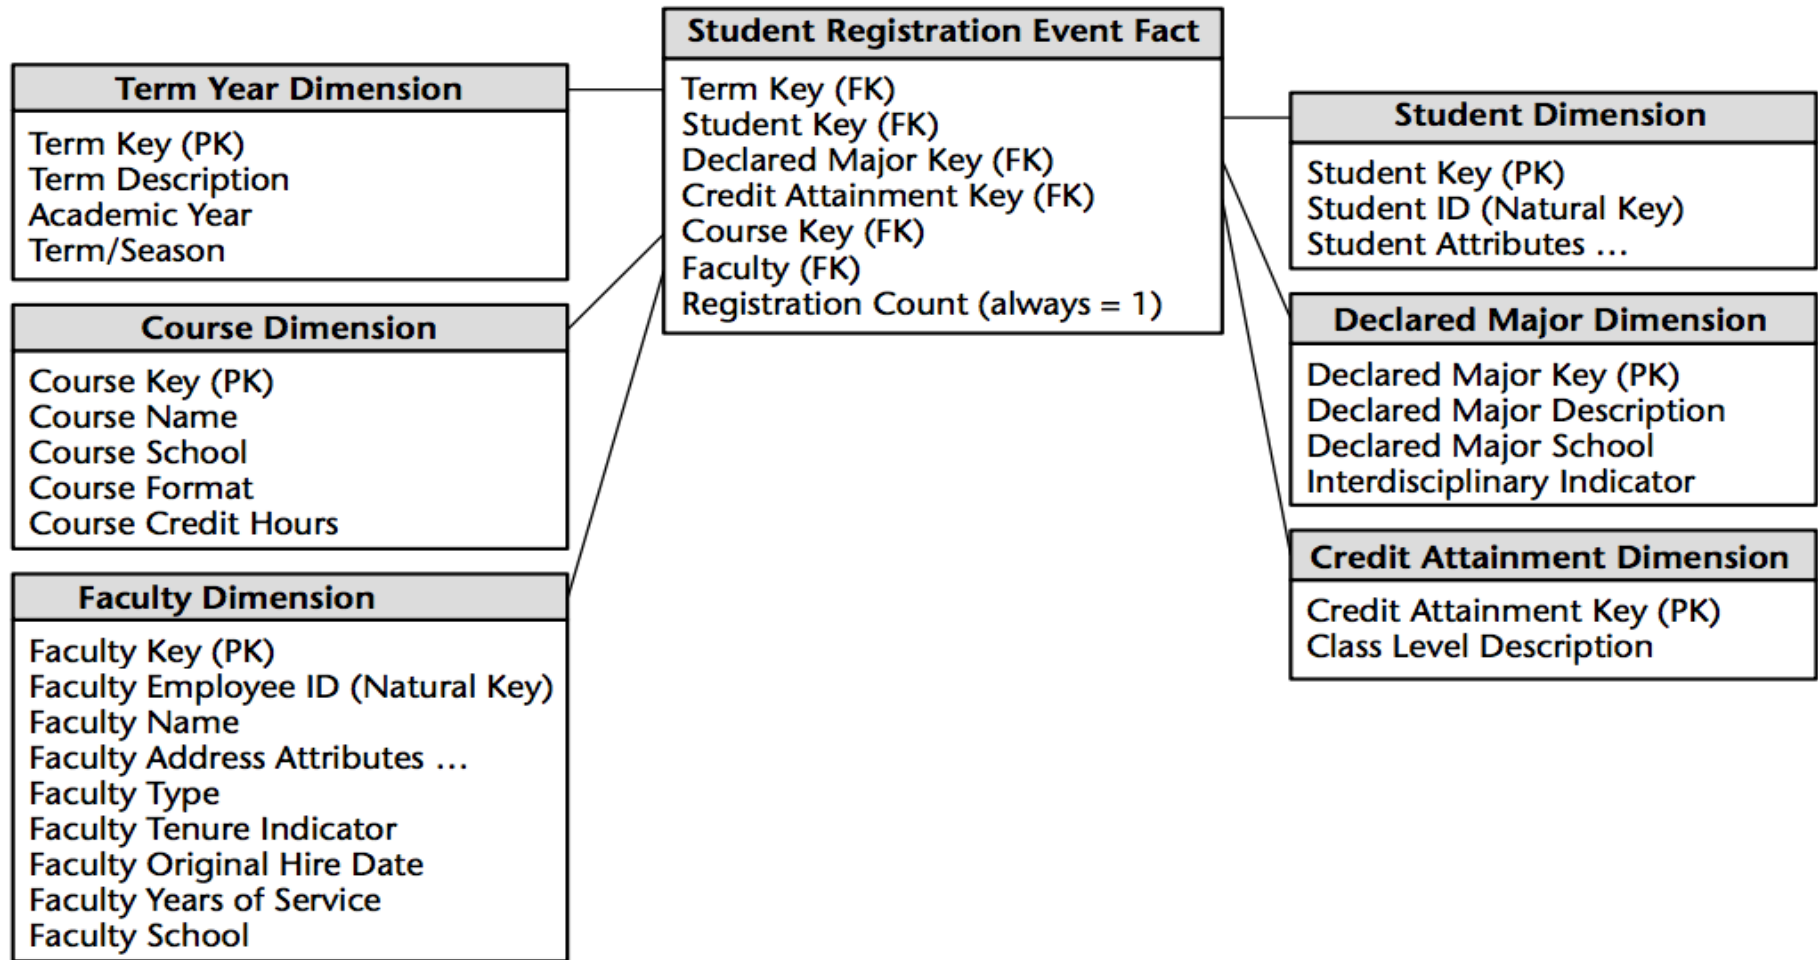 Student Registration Event Fact
Term Key (FK)
Student Key (FK)
Declared Major Key (FK)
Credit Attainment Key (FK)
Course Key (FK)
Faculty (FK)
Registration Count (always = 1)
Term Year Dimension
Term Key (PK)
Term Description
Academic Year
Term/Season
Course Dimension
Course Key (PK)
Course Name
Course School
Course Format
Course Credit Hours
Faculty Dimension
Faculty Key (PK)
Faculty Employee ID (Natural Key)
Faculty Name
Faculty Address Attributes ...
Faculty Type
Faculty Tenure Indicator
Faculty Original Hire Date
Faculty Years of Service
Faculty School
Student Dimension
Student Key (PK)
Student ID (Natural Key)
Student Attributes ...
Declared Major Dimension
Declared Major Key (PK)
Declared Major Description
Declared Major School
Interdisciplinary Indicator
Credit Attainment Dimension
Credit Attainment Key (PK)
Class Level Description